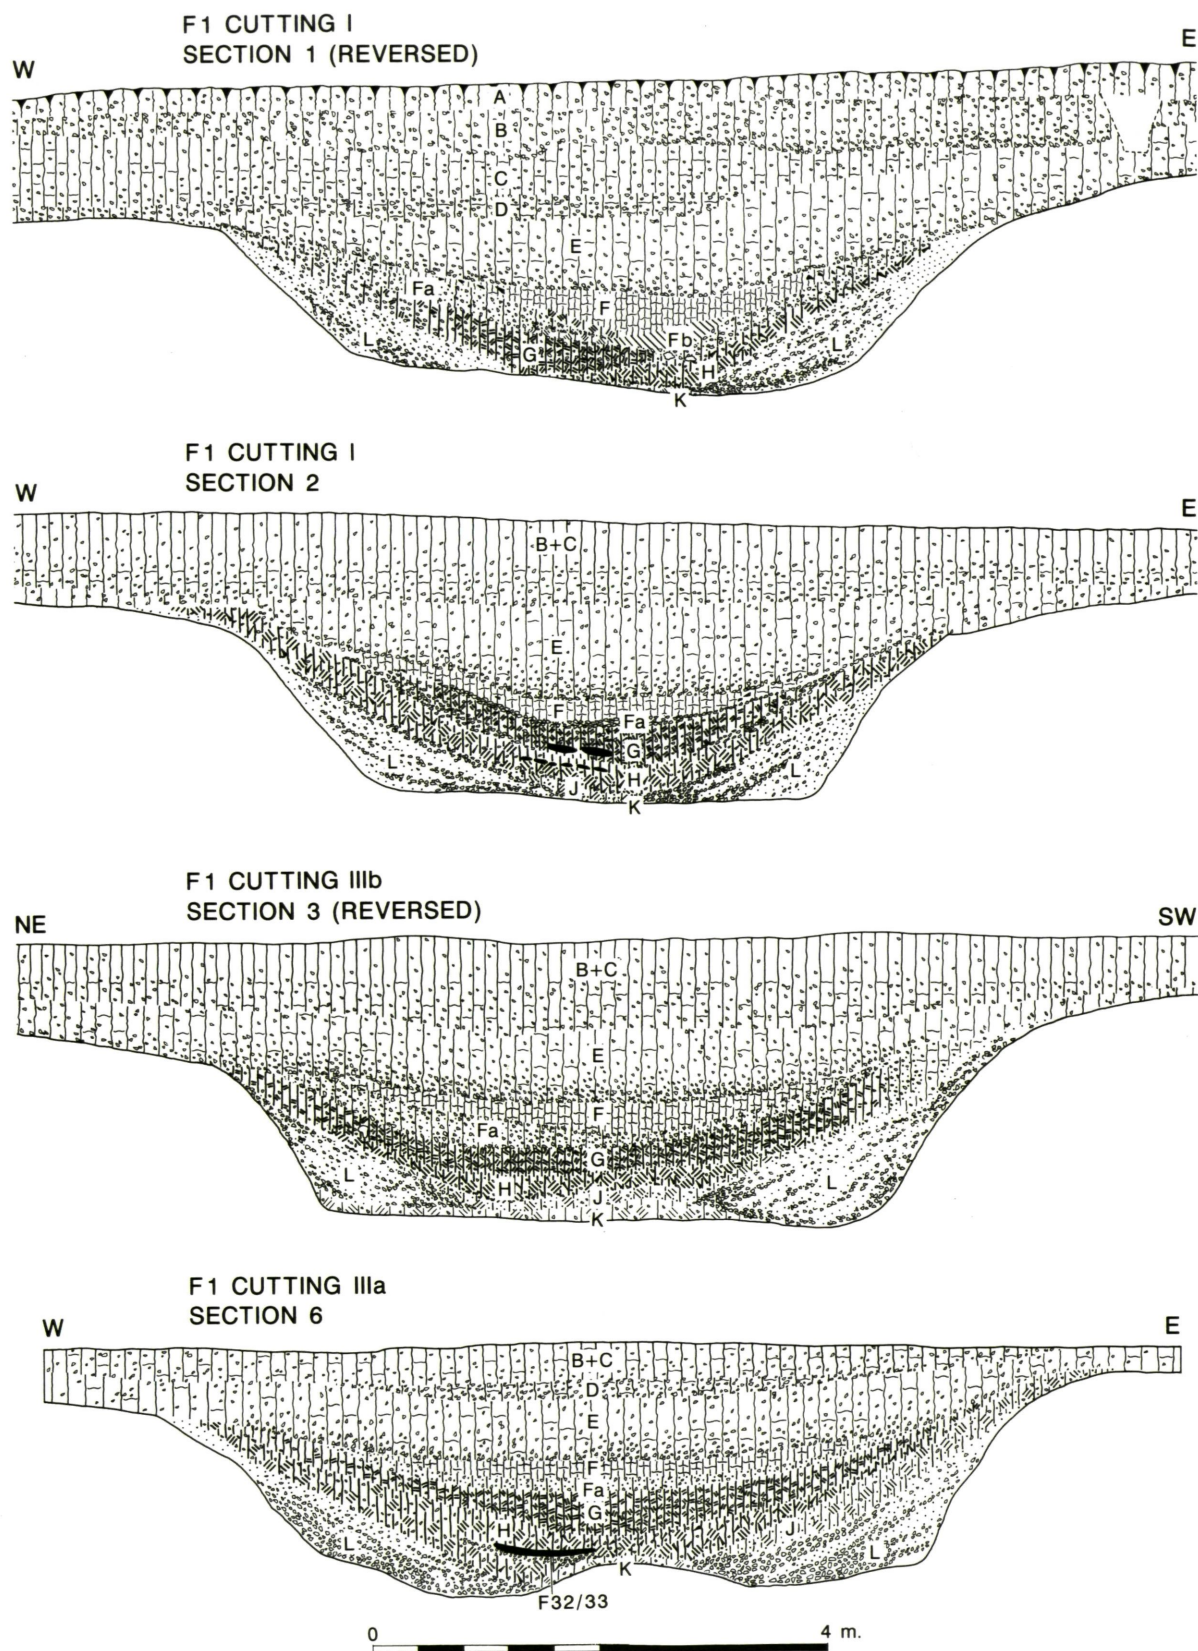 F1 CUTTING I
SECTION 1 (REVERSED)
W
E
A
B
C
D
E
Fa
F
L
G
Fb
L
H
K
F1 CUTTING I
SECTION 2
W
E
B+C
E
F
Fa
G
L
H
L
J
K
F1 CUTTING IIIb
SECTION 3 (REVERSED)
NE
SW
B+C
E
F
Fa
G
L
H
J
L
K
F1 CUTTING IIIa
SECTION 6
W
E
B+C
D
E
F
Fa
G
H
J
L
K
L
F32/33
0
4 m.